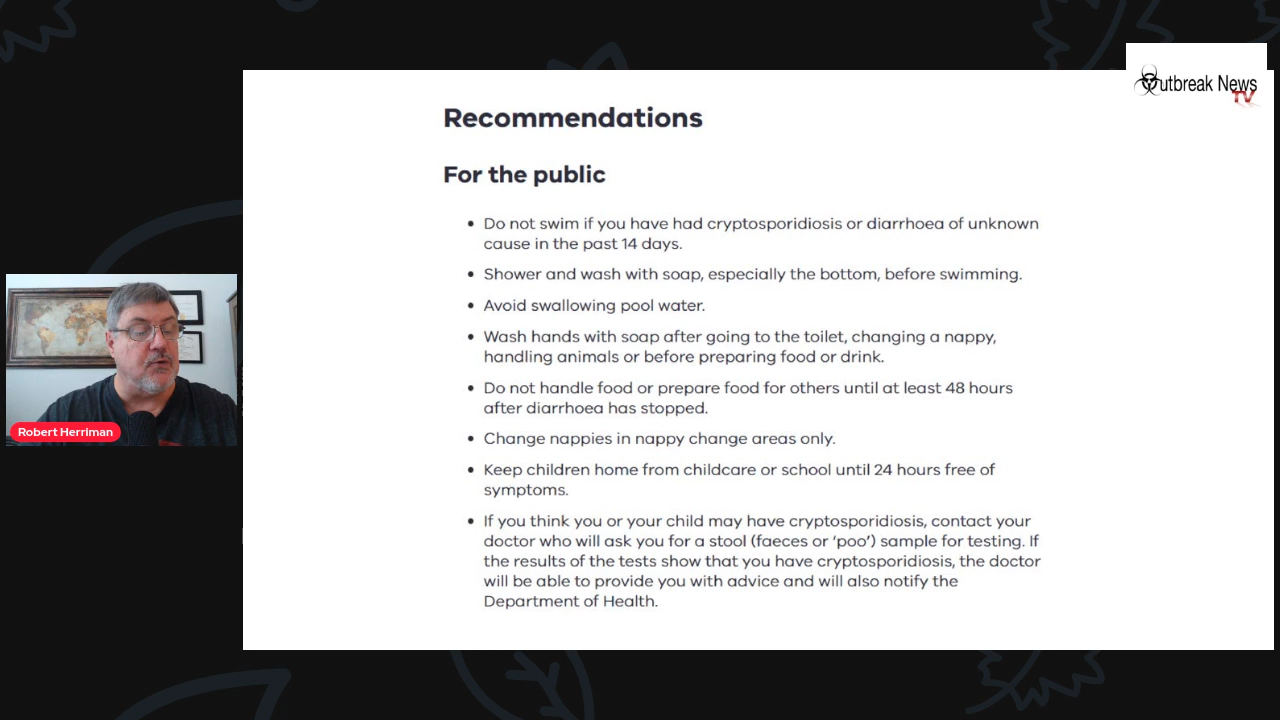 Outbreak News
TV
Recommendations
For the public
• Do not swim if you have had cryptosporidiosis or diarrhoea of unknown
cause in the past 14 days.
• Shower and wash with soap, especially the bottom, before swimming.
• Avoid swallowing pool water.
• Wash hands with soap after going to the toilet, changing a nappy,
handling animals or before preparing food or drink.
• Do not handle food or prepare food for others until at least 48 hours
after diarrhoea has stopped.
• Change nappies in nappy change areas only.
• Keep children home from childcare or school until 24 hours free of
symptoms.
• If you think you or your child may have cryptosporidiosis, contact your
doctor who will ask you for a stool (faeces or ‘poo’) sample for testing. If
the results of the tests show that you have cryptosporidiosis, the doctor
will be able to provide you with advice and will also notify the
Department of Health.
Robert Herriman